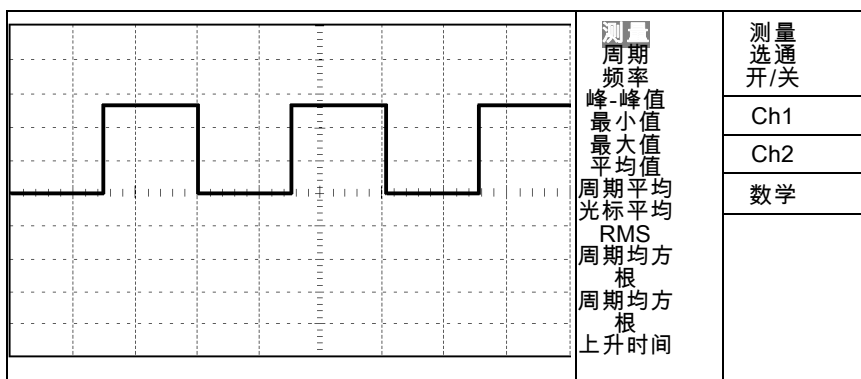 测量
周期
频率
峰-峰值
最小值
最大值
平均值
周期平均
光标平均
RMS
周期均方
根
周期均方
根
上升时间
测量
选通
开/关
Ch1
Ch2
数学